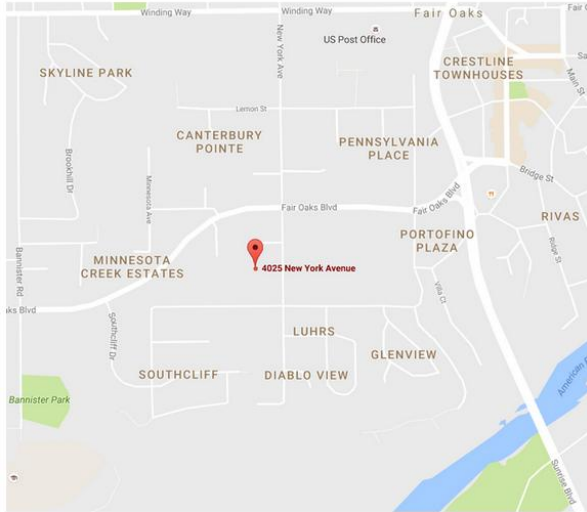 Winding Way
Winding Way
Fair Oaks
New York Ave
US Post Office
SKYLINE PARK
CRESTLINE
TOWNHOUSES
Main St
Lemon St
CANTERBURY
POINTE
PENNSYLVANIA
PLACE
Brookhill Dr
Minnesota Ave
Bridge St
Fair Oaks Blvd
Fair Oaks Blvd
RIVAS
PORTOFINO
PLAZA
Ridge St
Bannister Rd
MINNESOTA
CREEK ESTATES
4025 New York Avenue
Villa Ct
ks Blvd
Southcliff Dr
LUHRS
GLENVIEW
SOUTHCLIFF
DIABLO VIEW
Bannister Park
American
Sunrise Blvd